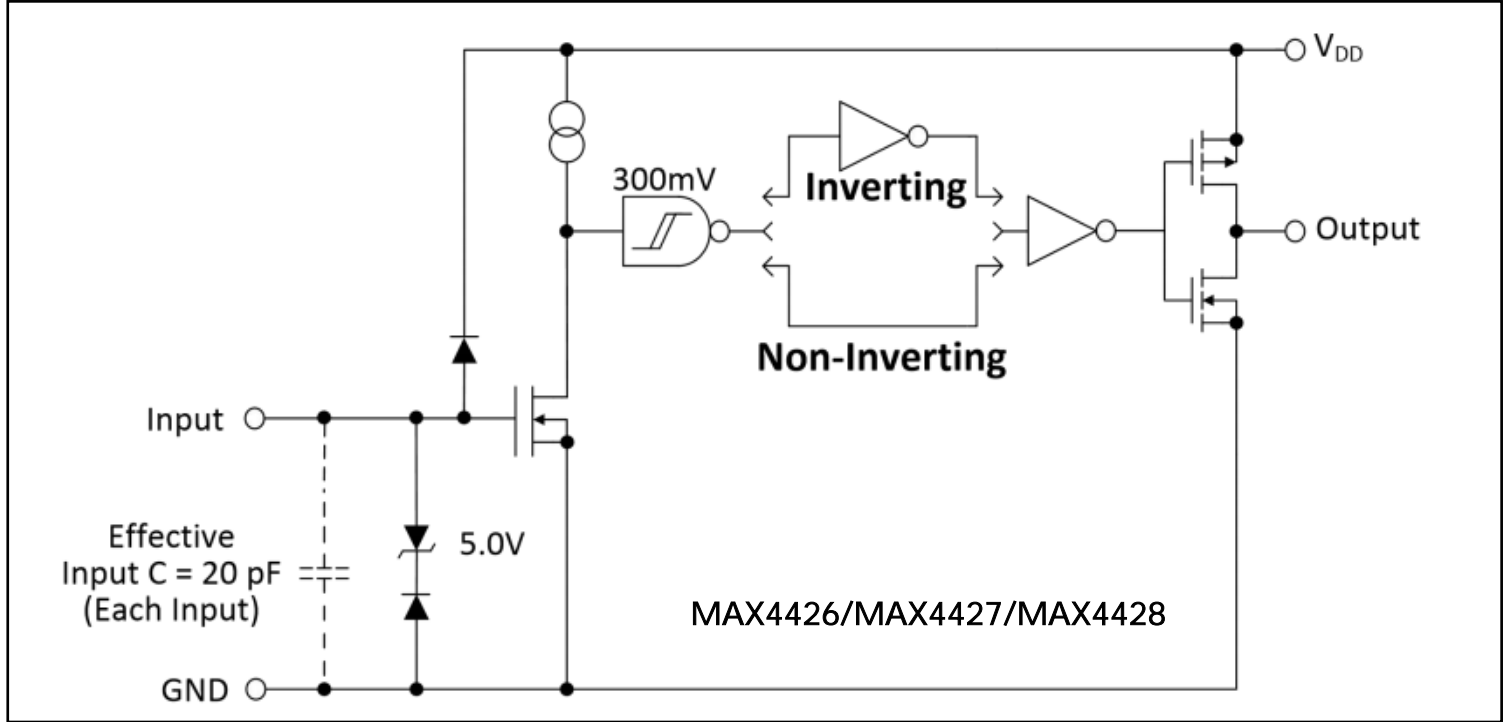 V_DD
300mV
Inverting
Output
Non-Inverting
Input
Effective
Input C = 20 pF
(Each Input)
5.0V
MAX4426/MAX4427/MAX4428
GND